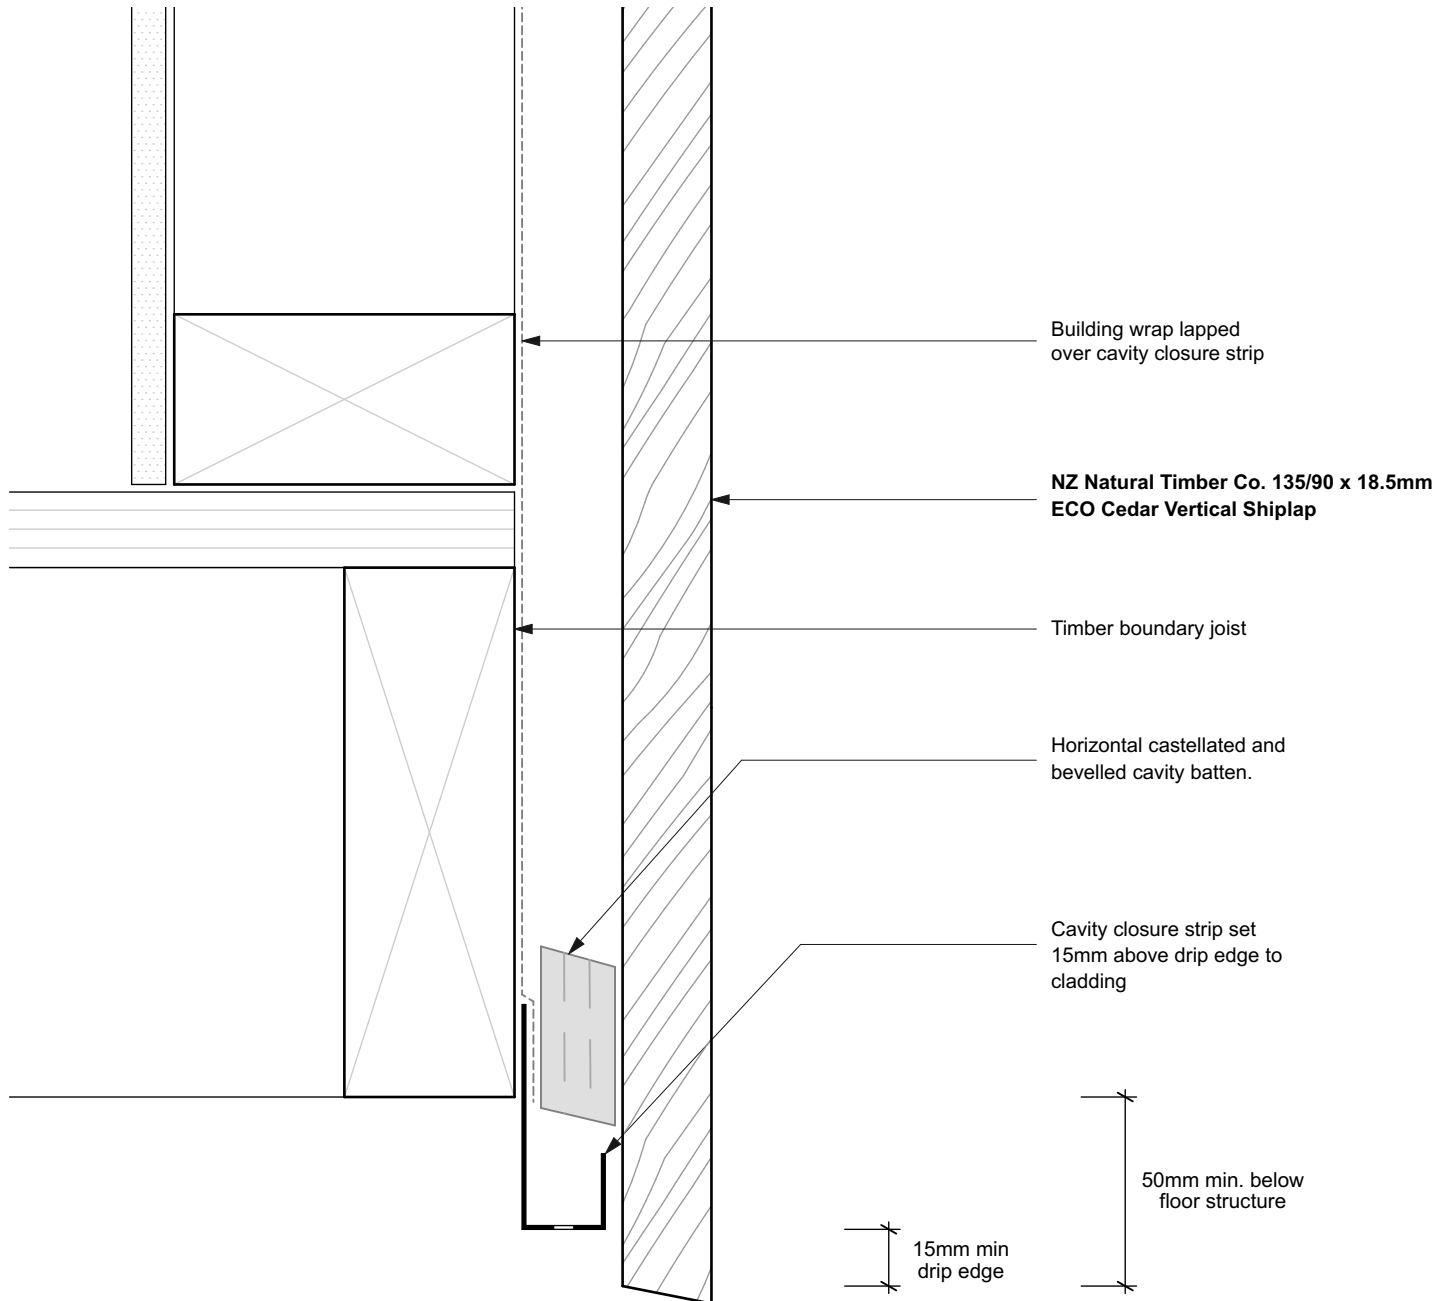 Building wrap lapped
over cavity closure strip
NZ Natural Timber Co. 135/90 x 18.5mm
ECO Cedar Vertical Shiplap
Timber boundary joist
Horizontal castellated and
bevelled cavity batten.
Cavity closure strip set
15mm above drip edge to
cladding
50mm min. below
floor structure
15mm min
drip edge